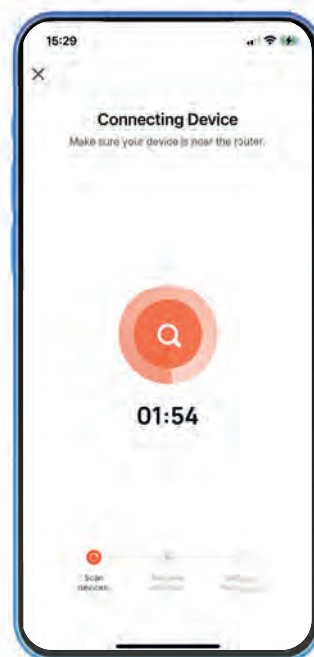 15:29
Connecting Device
Make sure your device is near the router.
01:54
Scan
devices.